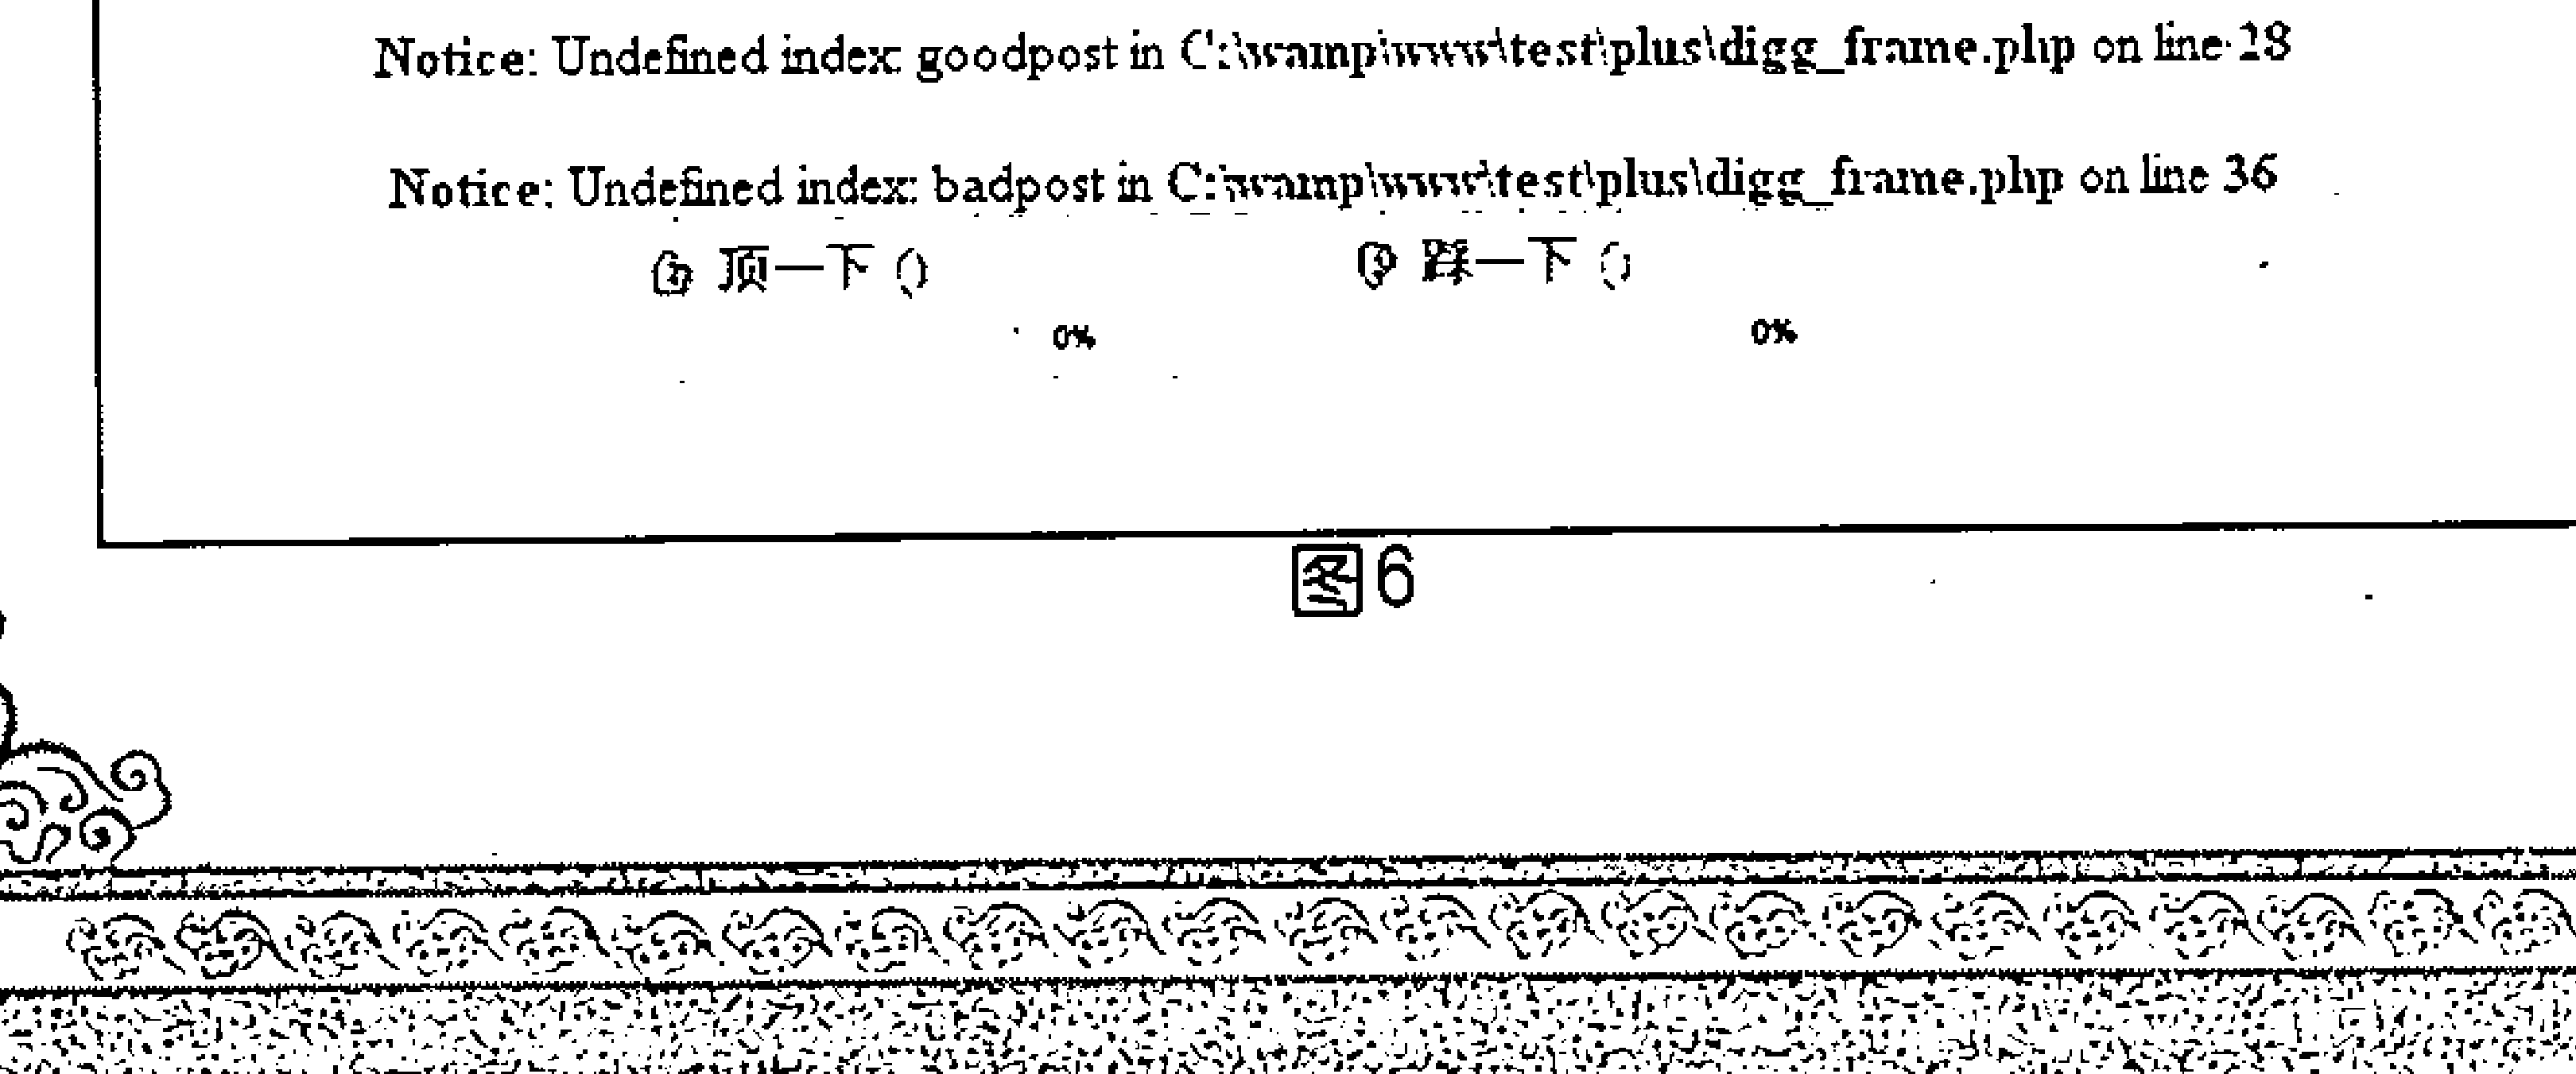 Notice: Undefined index: goodpost in C:\wamp\www\test\plus\digg_frame.php on line 28
Notice: Undefined index: badpost in C:\wamp\www\test\plus\digg_frame.php on line 36
顶一下 () 踩一下 ()
0% 0%
图6